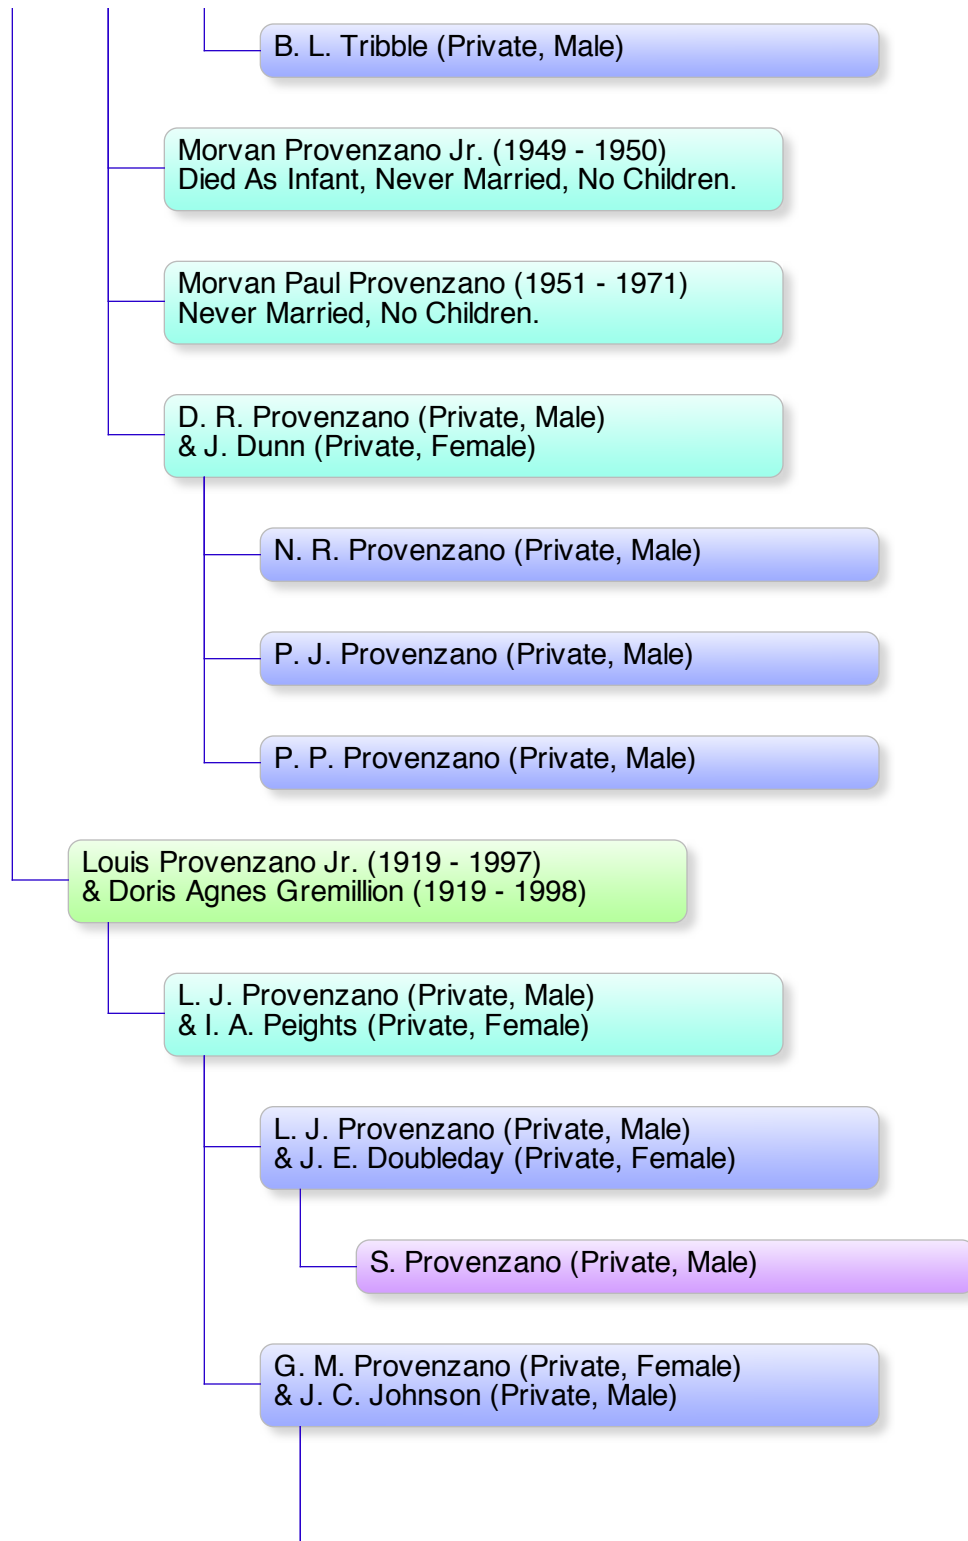 B. L. Tribble (Private, Male)
Morvan Provenzano Jr. (1949 - 1950)
Died As Infant, Never Married, No Children.
Morvan Paul Provenzano (1951 - 1971)
Never Married, No Children.
D. R. Provenzano (Private, Male)
& J. Dunn (Private, Female)
N. R. Provenzano (Private, Male)
P. J. Provenzano (Private, Male)
P. P. Provenzano (Private, Male)
Louis Provenzano Jr. (1919 - 1997)
& Doris Agnes Gremillion (1919 - 1998)
L. J. Provenzano (Private, Male)
& I. A. Peights (Private, Female)
L. J. Provenzano (Private, Male)
& J. E. Doubleday (Private, Female)
S. Provenzano (Private, Male)
G. M. Provenzano (Private, Female)
& J. C. Johnson (Private, Male)